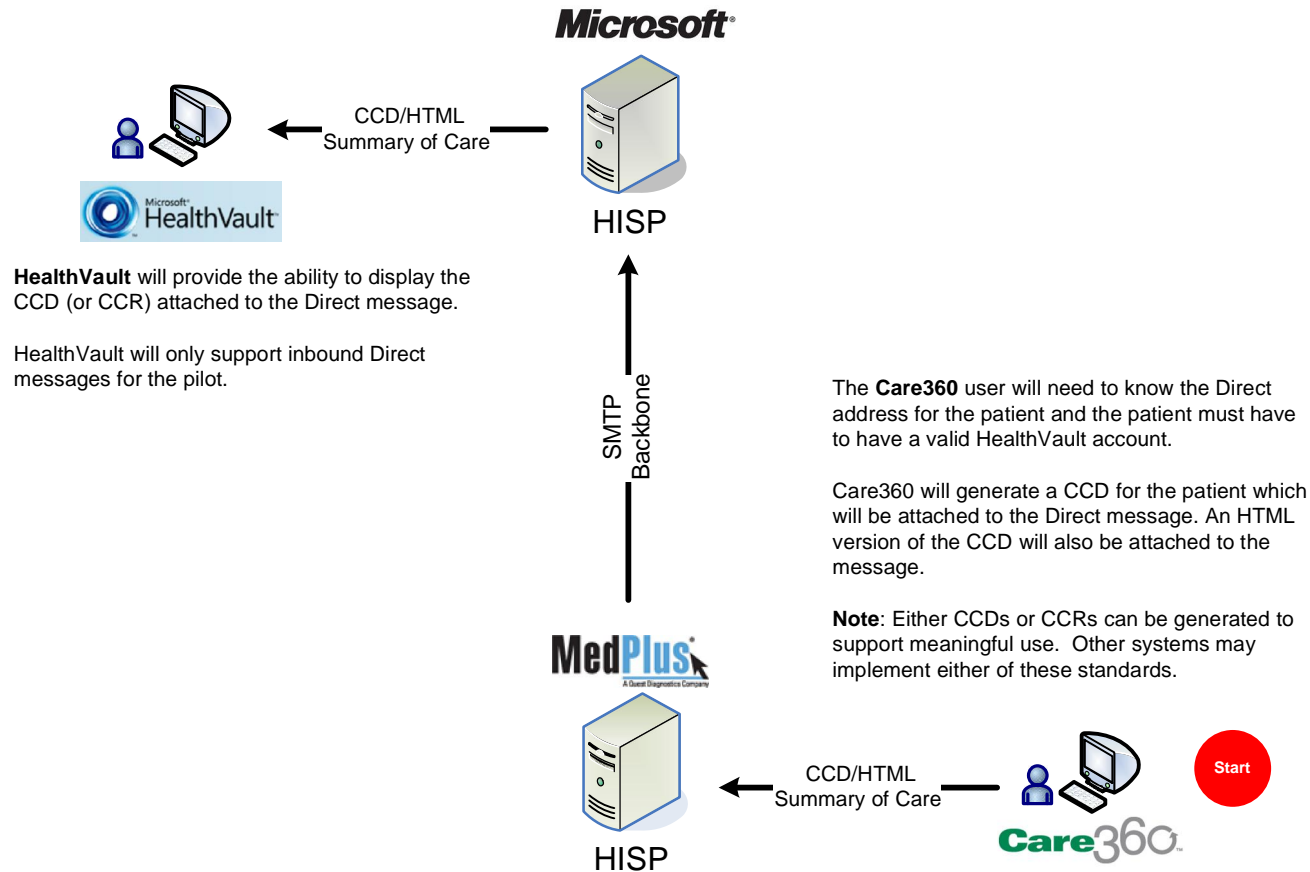 Microsoft®
CCD/HTML
Summary of Care
HISP
Microsoft®
HealthVault™
HealthVault will provide the ability to display the
CCD (or CCR) attached to the Direct message.
HealthVault will only support inbound Direct
messages for the pilot.
SMTP
Backbone
The Care360 user will need to know the Direct
address for the patient and the patient must have
to have a valid HealthVault account.
Care360 will generate a CCD for the patient which
will be attached to the Direct message. An HTML
version of the CCD will also be attached to the
message.
Note: Either CCDs or CCRs can be generated to
support meaningful use.  Other systems may
implement either of these standards.
MedPlus®
A Quest Diagnostics Company
HISP
CCD/HTML
Summary of Care
Start
Care360™